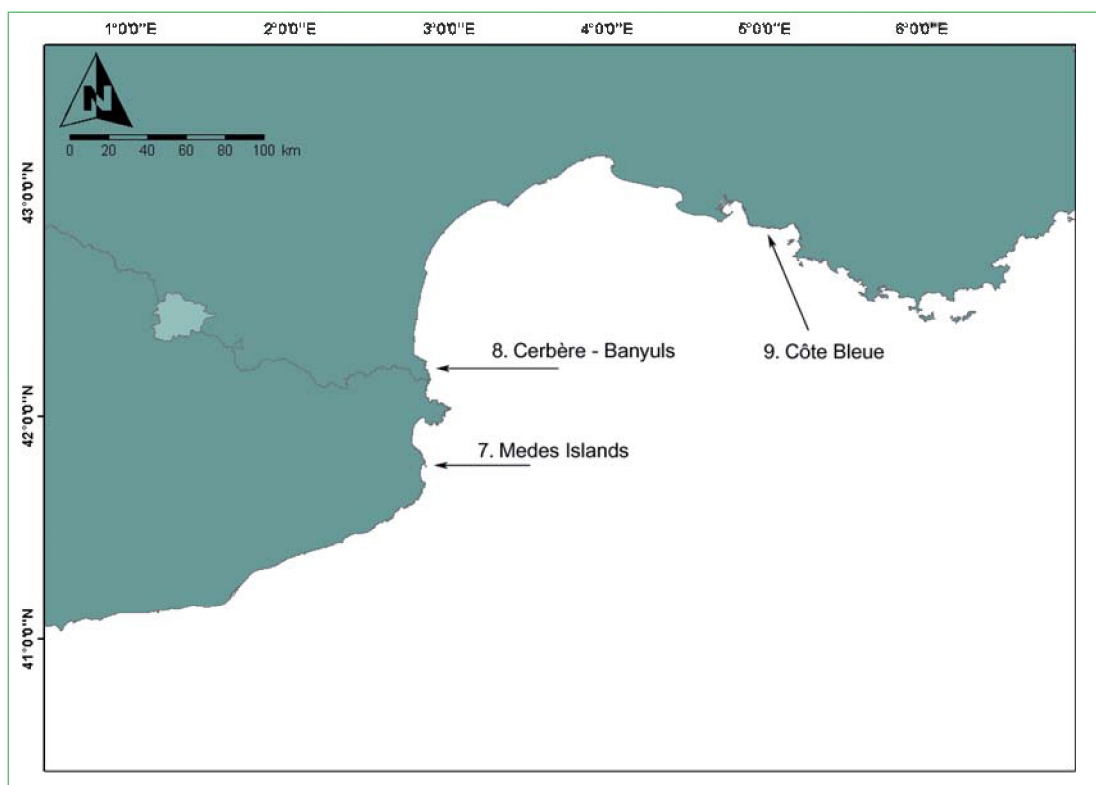 1°0'0"E 2°0'0"E 3°0'0"E 4°0'0"E 5°0'0"E 6°0'0"E
N
0 20 40 60 80 100 km
43°0'0"N
8. Cerbère - Banyuls
9. Côte Bleue
42°0'0"N
7. Medes Islands
41°0'0"N